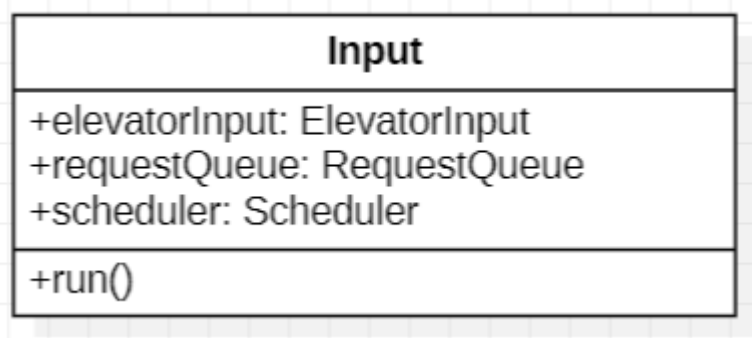 Input
+elevatorInput: ElevatorInput
+requestQueue: RequestQueue
+scheduler: Scheduler
+run()